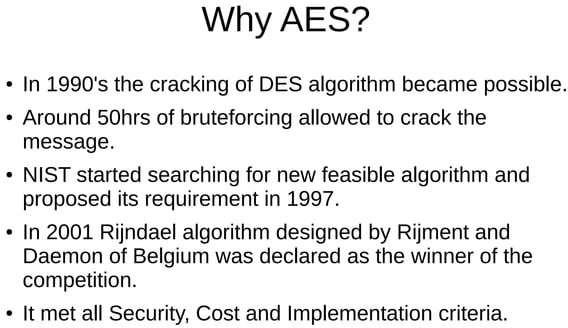 Why AES?
• In 1990's the cracking of DES algorithm became possible.
• Around 50hrs of bruteforcing allowed to crack the
message.
• NIST started searching for new feasible algorithm and
proposed its requirement in 1997.
• In 2001 Rijndael algorithm designed by Rijment and
Daemon of Belgium was declared as the winner of the
competition.
• It met all Security, Cost and Implementation criteria.